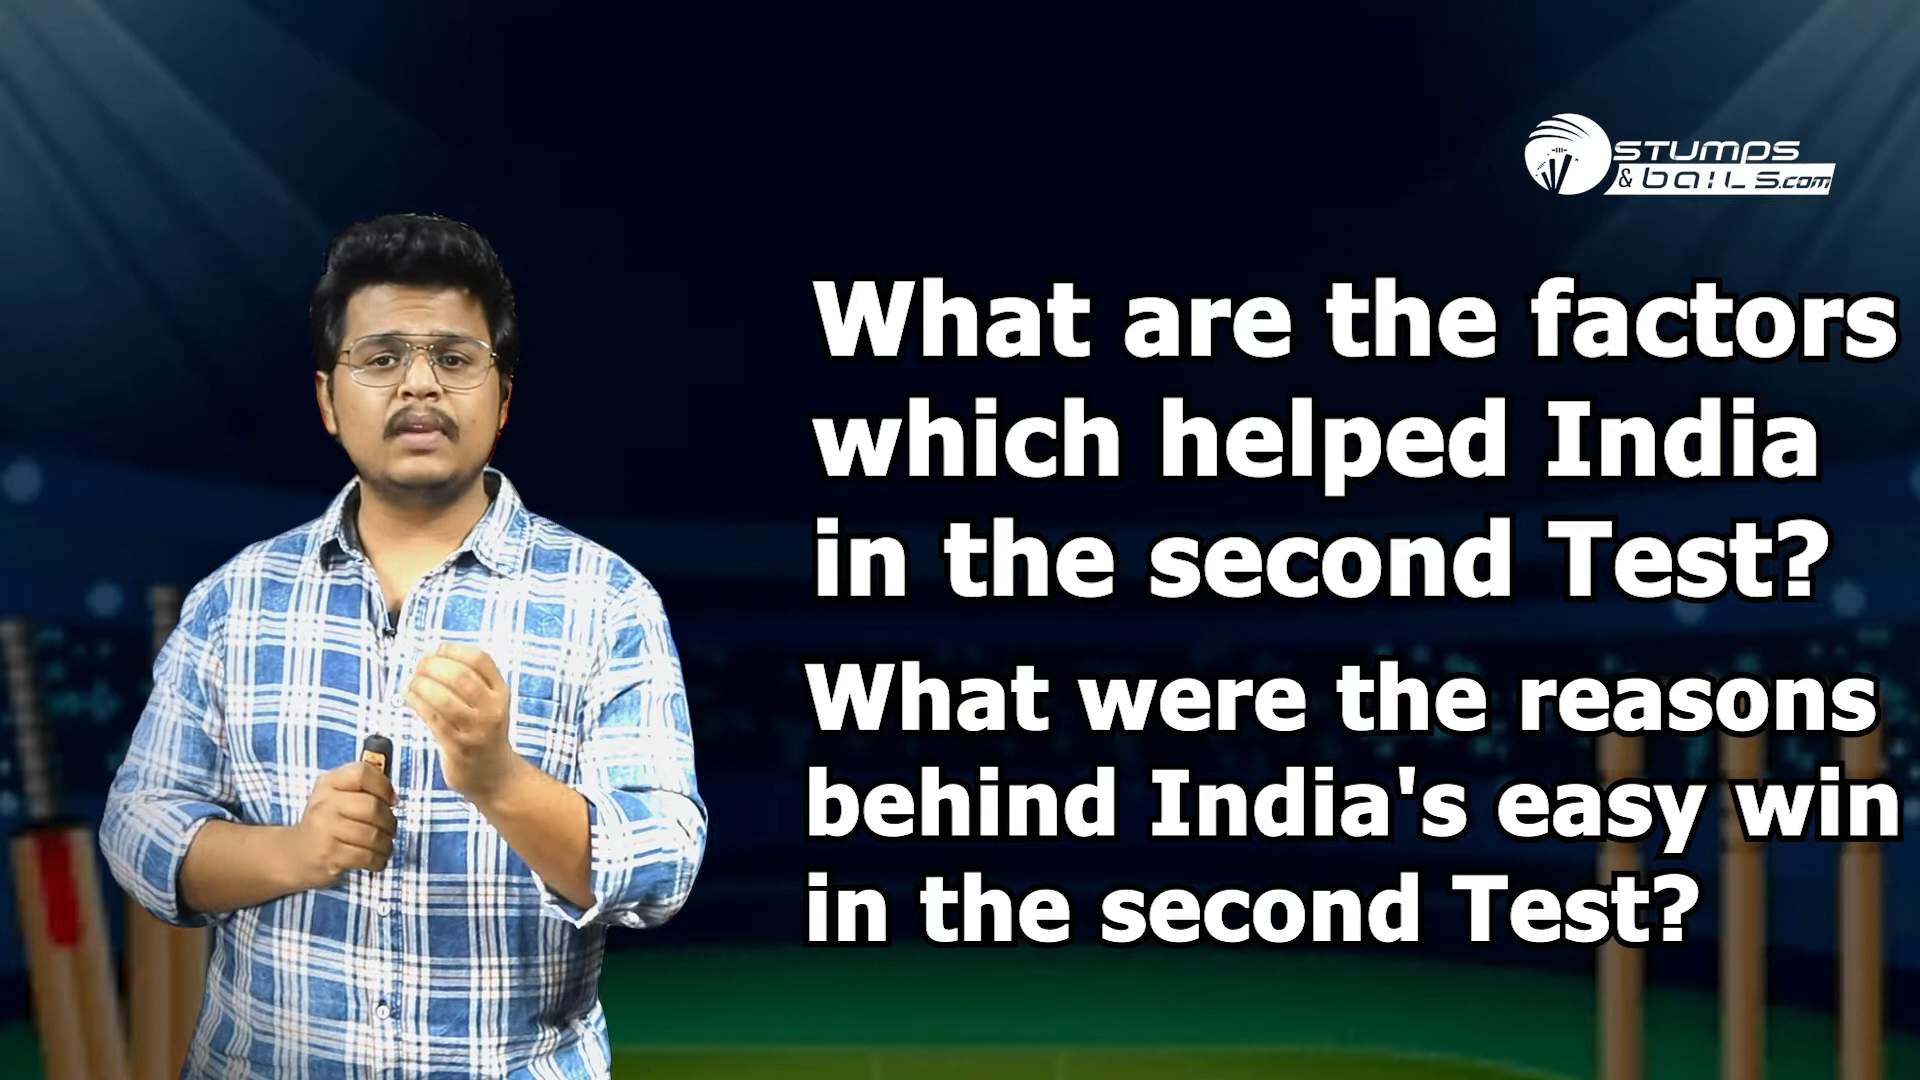 STUMPS
& bails.com
What are the factors
which helped India
in the second Test?
What were the reasons
behind India's easy win
in the second Test?